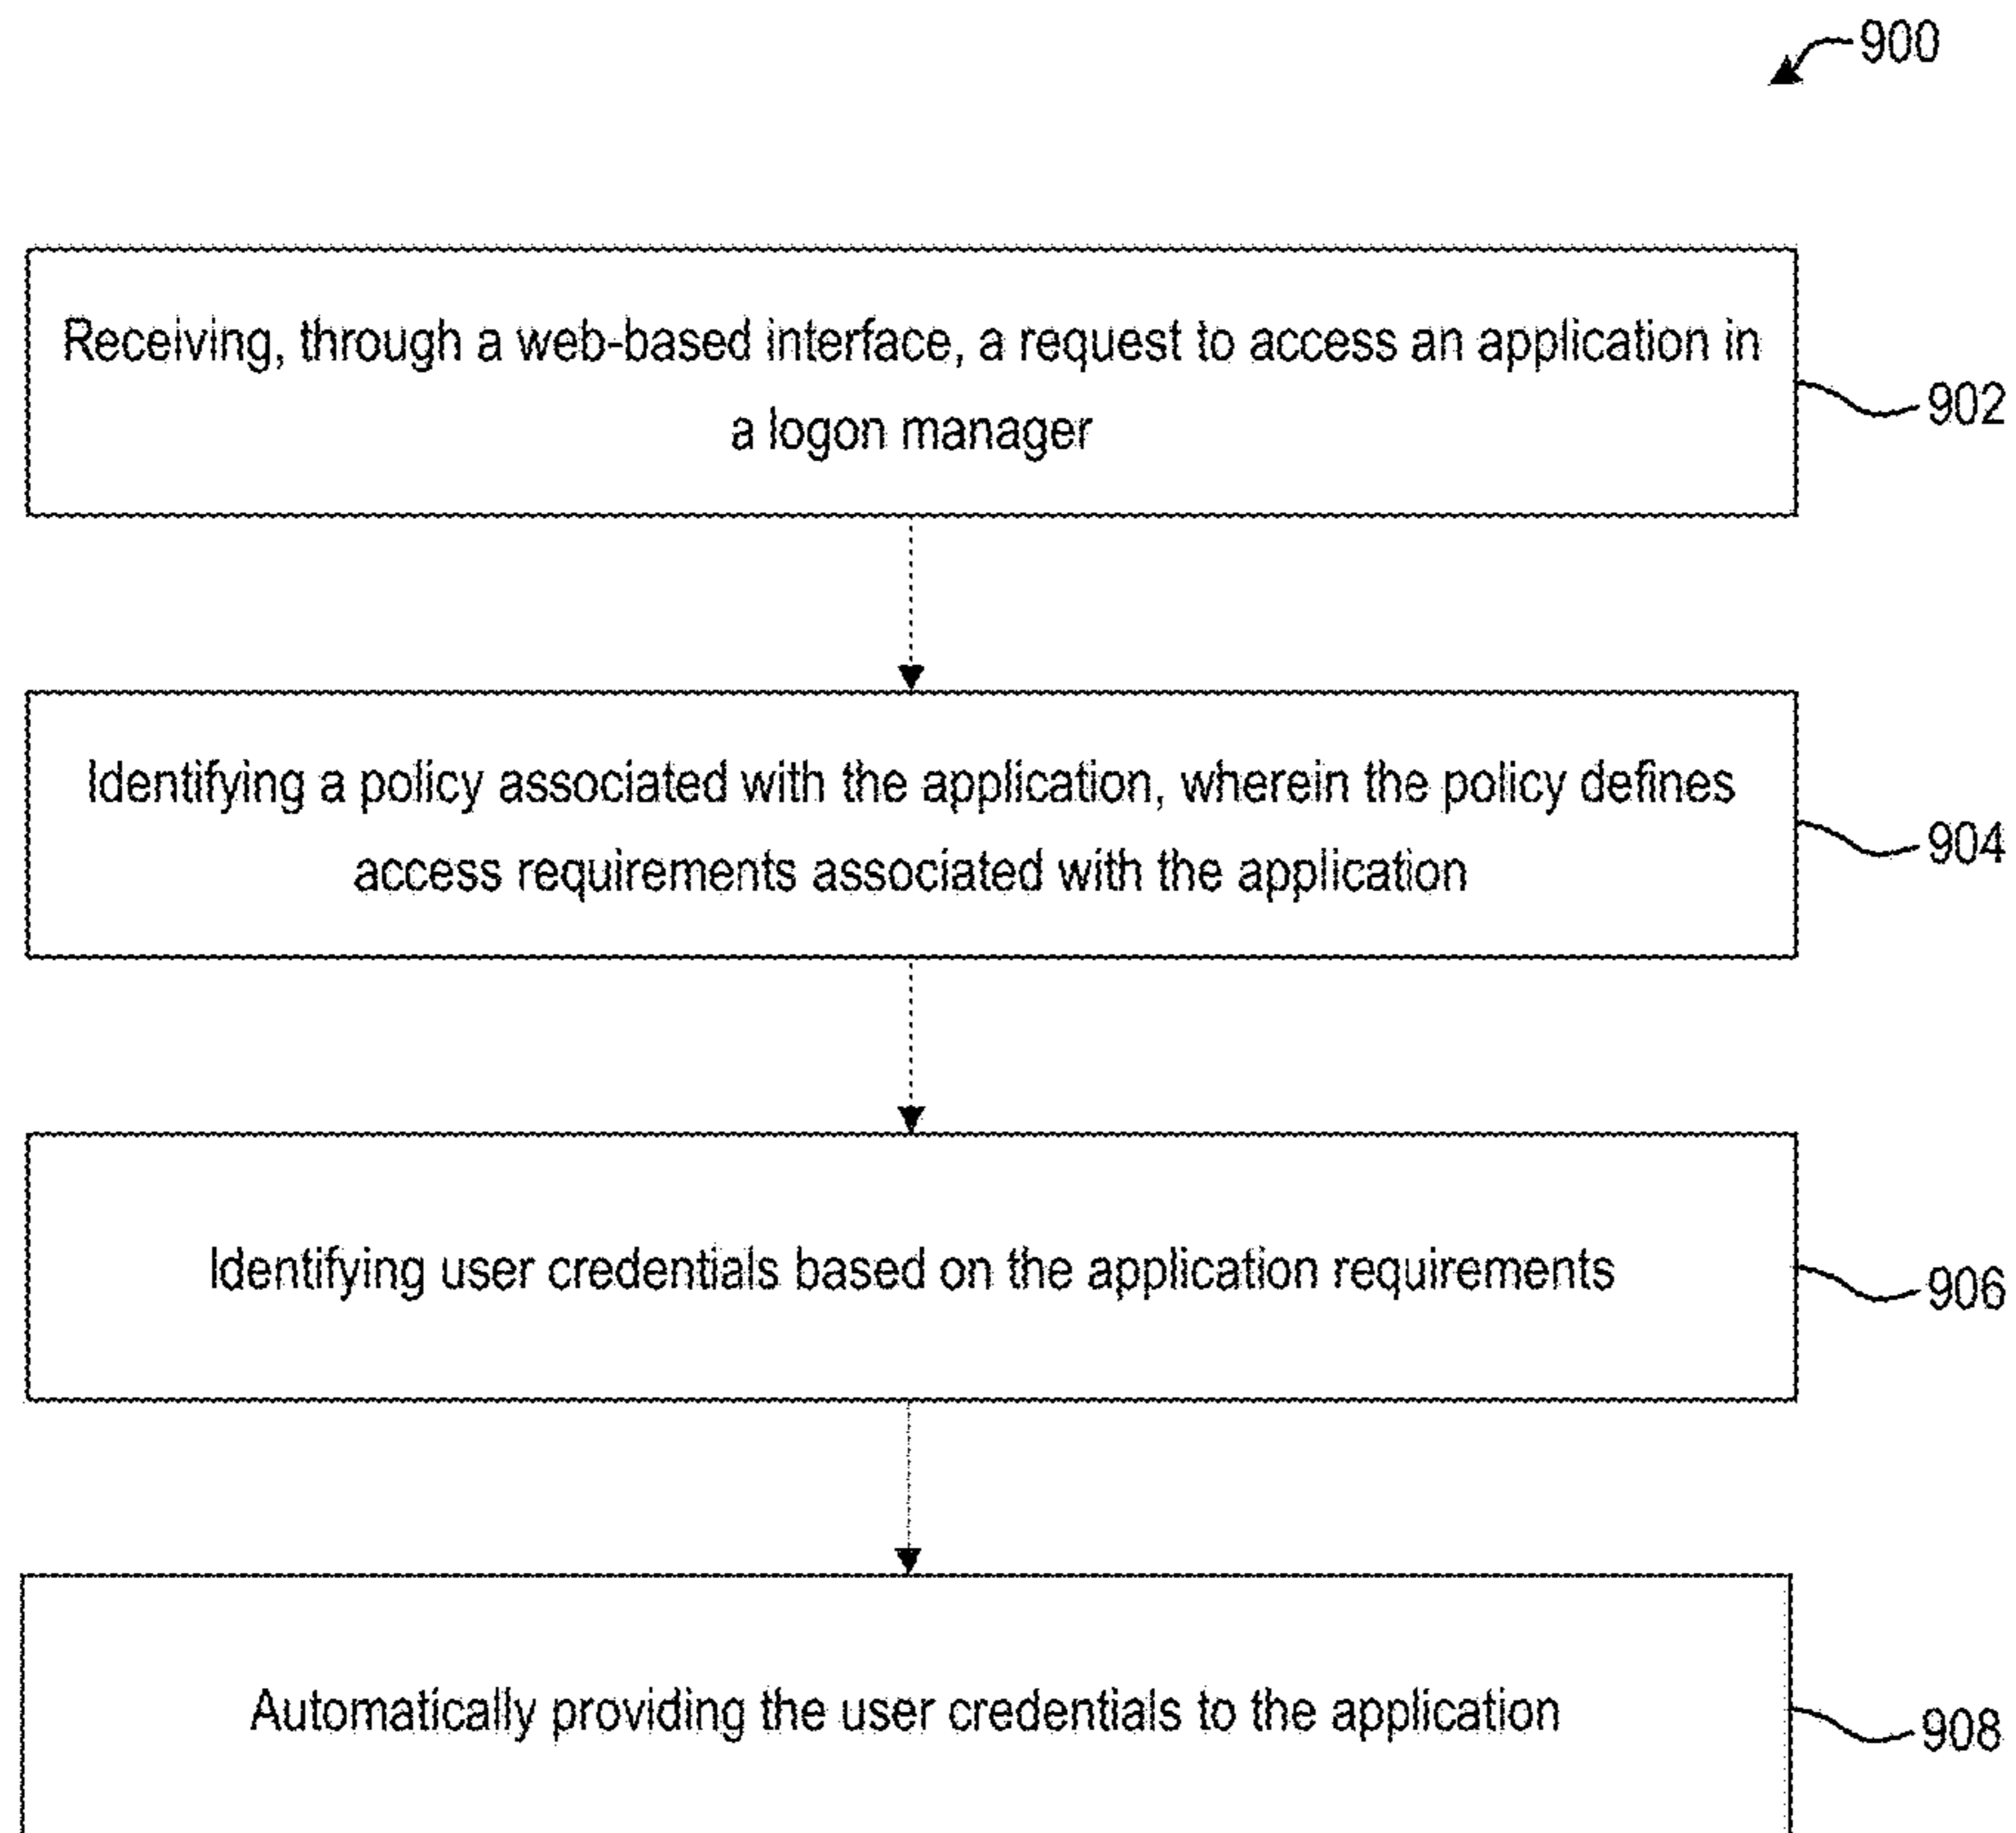 900
Receiving, through a web-based interface, a request to access an application in
a logon manager
902
Identifying a policy associated with the application, wherein the policy defines
access requirements associated with the application
904
Identifying user credentials based on the application requirements
906
Automatically providing the user credentials to the application
908